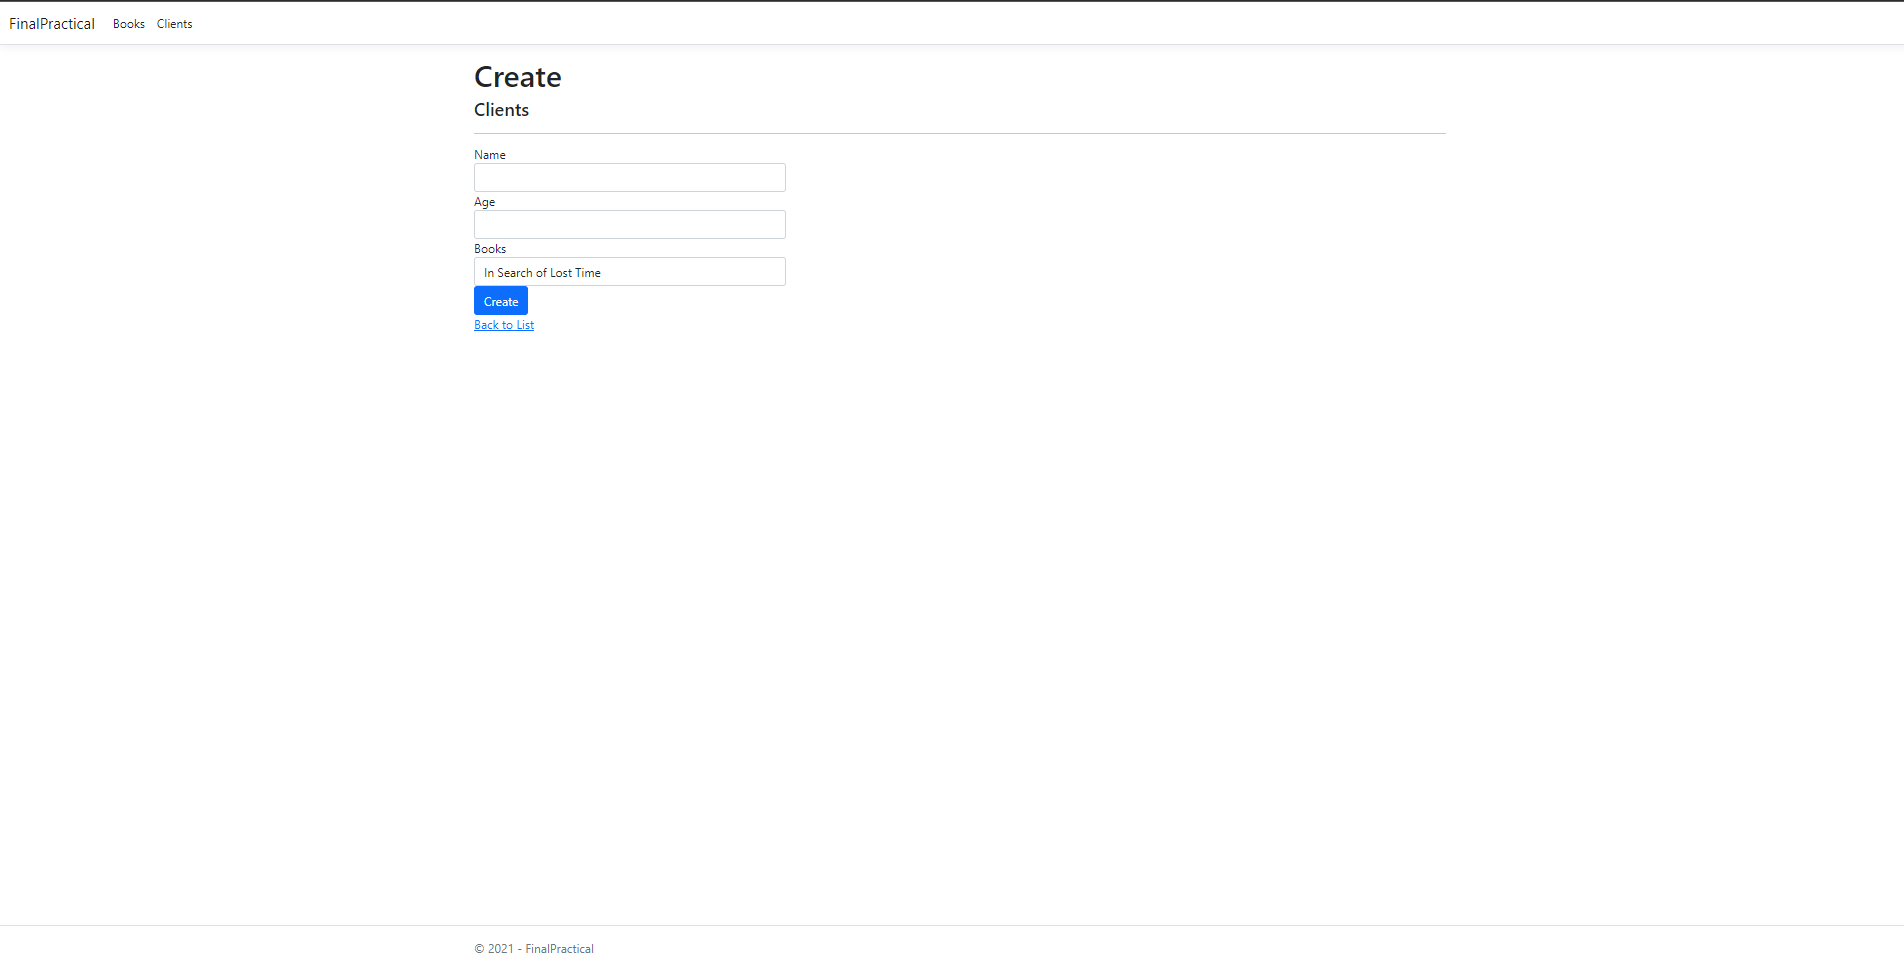 FinalPractical Books Clients
Create
Clients
Name
Age
Books
In Search of Lost Time
Create
Back to List
© 2021 - FinalPractical